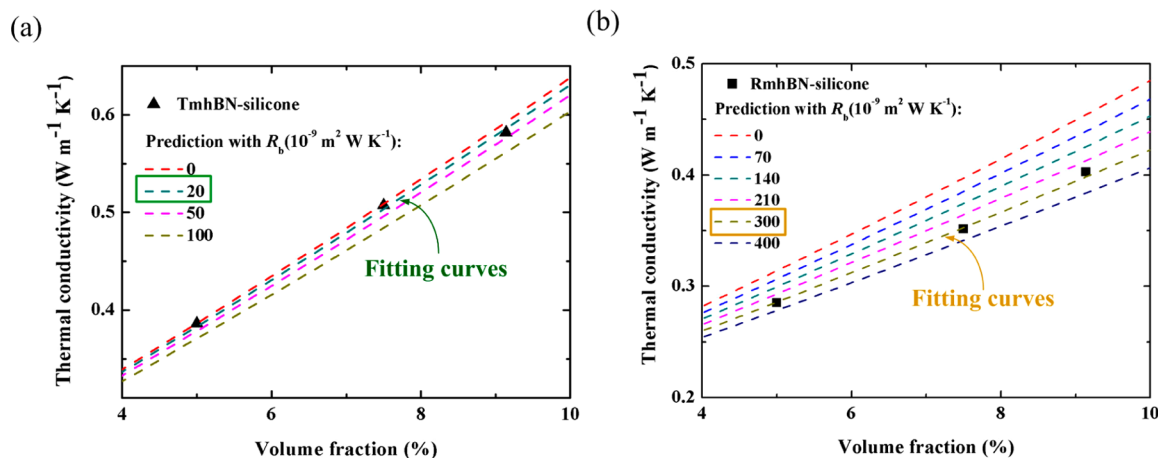 (a)
Thermal conductivity (W m⁻¹ K⁻¹)
0.6
0.5
0.4
TmhBN-silicone
Prediction with R_b(10⁻⁹ m² W K⁻¹):
0
20
50
100
Fitting curves
4 6 8 10
Volume fraction (%)
(b)
Thermal conductivity (W m⁻¹ K⁻¹)
0.5
0.4
0.3
0.2
RmhBN-silicone
Prediction with R_b(10⁻⁹ m² W K⁻¹):
0
70
140
210
300
400
Fitting curves
4 6 8 10
Volume fraction (%)